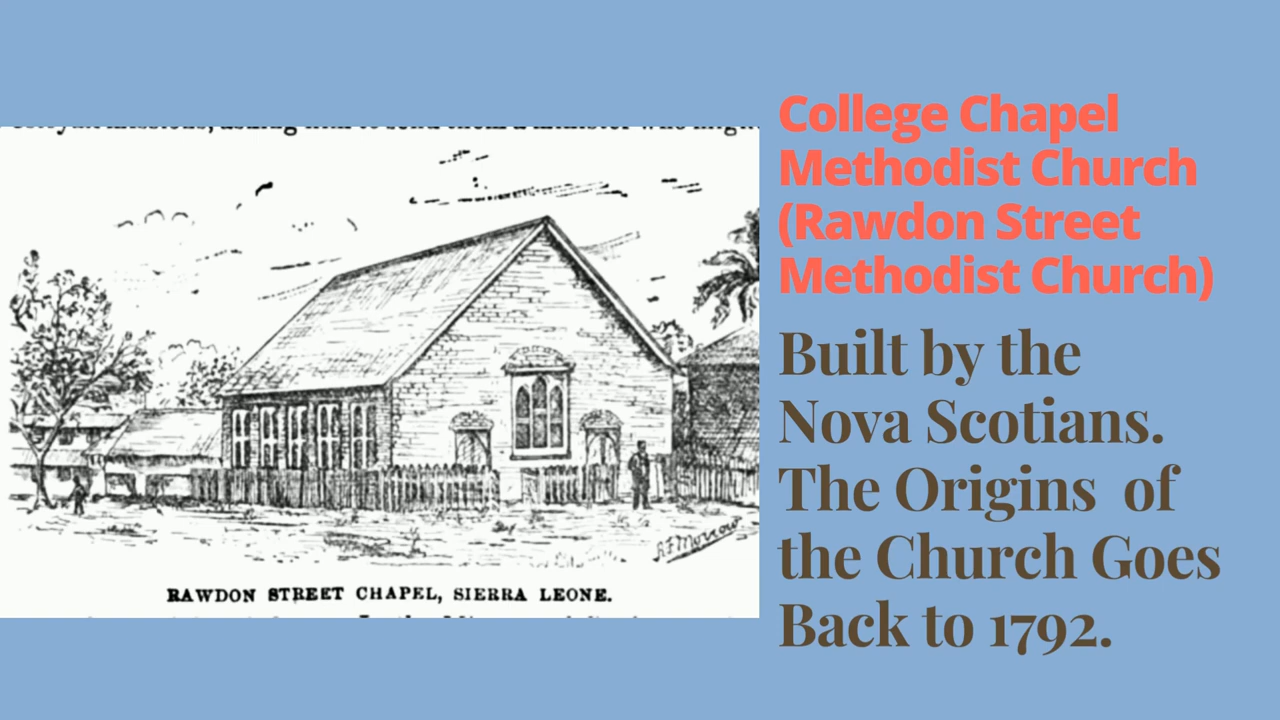 College Chapel
Methodist Church
(Rawdon Street
Methodist Church)
Built by the
Nova Scotians.
The Origins of
the Church Goes
Back to 1792.
RAWDON STREET CHAPEL, SIERRA LEONE.